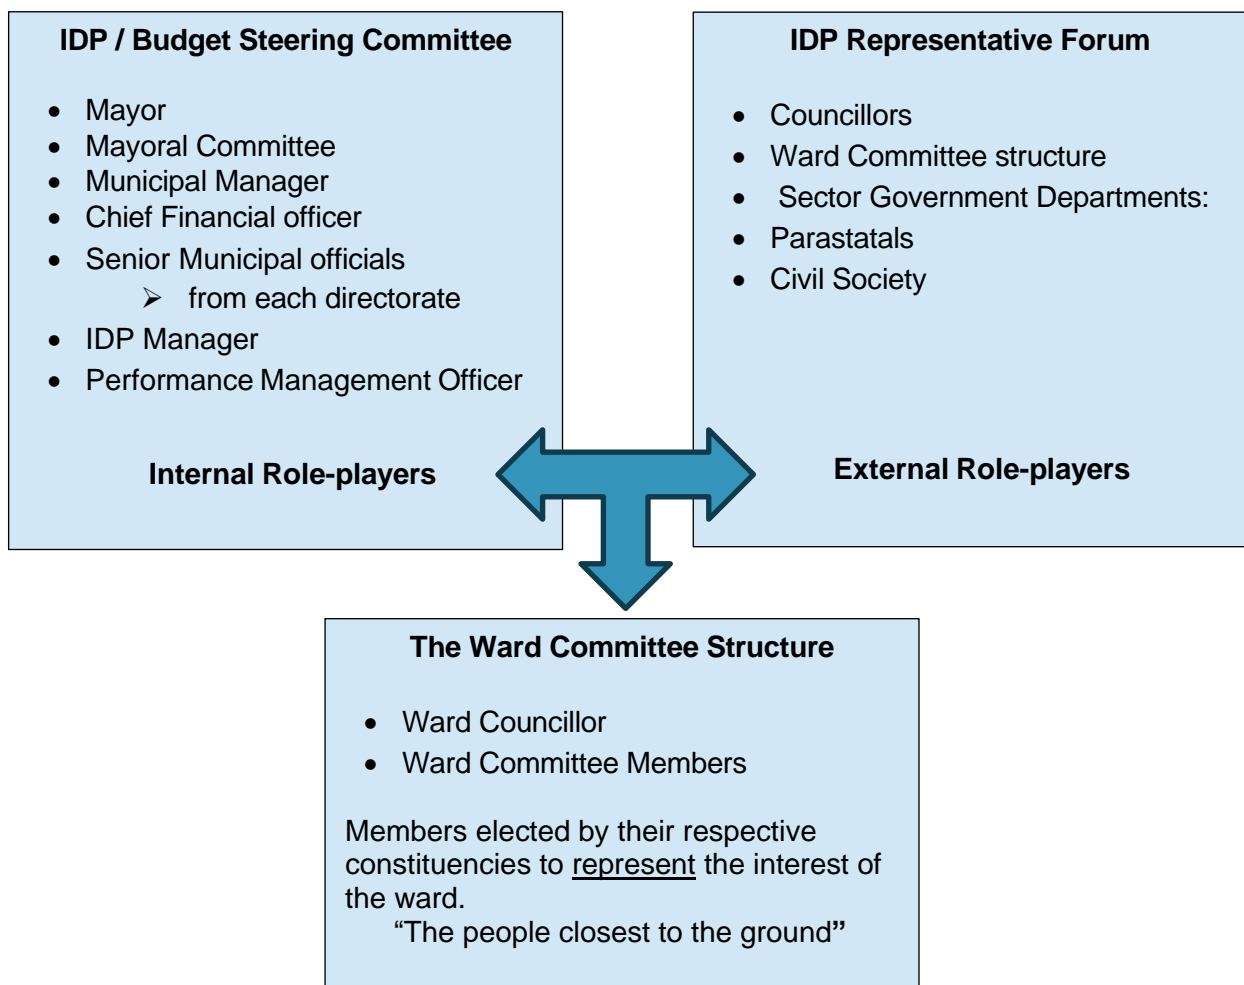 IDP / Budget Steering Committee
• Mayor
• Mayoral Committee
• Municipal Manager
• Chief Financial officer
• Senior Municipal officials
➢ from each directorate
• IDP Manager
• Performance Management Officer
Internal Role-players
IDP Representative Forum
• Councillors
• Ward Committee structure
• Sector Government Departments:
• Parastatals
• Civil Society
External Role-players
The Ward Committee Structure
• Ward Councillor
• Ward Committee Members
Members elected by their respective
constituencies to represent the interest of
the ward.
“The people closest to the ground”